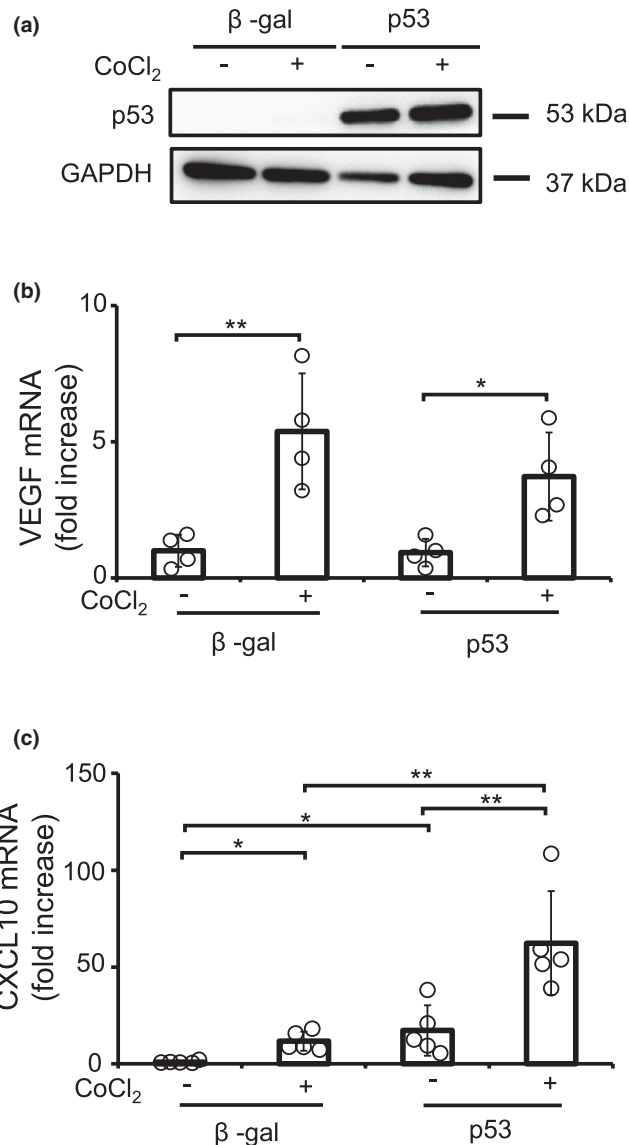 (a)
β -gal p53
CoCl2 - + - +
p53 53 kDa
GAPDH 37 kDa
(b)
VEGF mRNA
(fold increase)
10
** *
5
0
CoCl2 - + - +
β -gal p53
(c)
CXCL10 mRNA
(fold increase)
150
**
* **
*
100
50
0
CoCl2 - + - +
β -gal p53